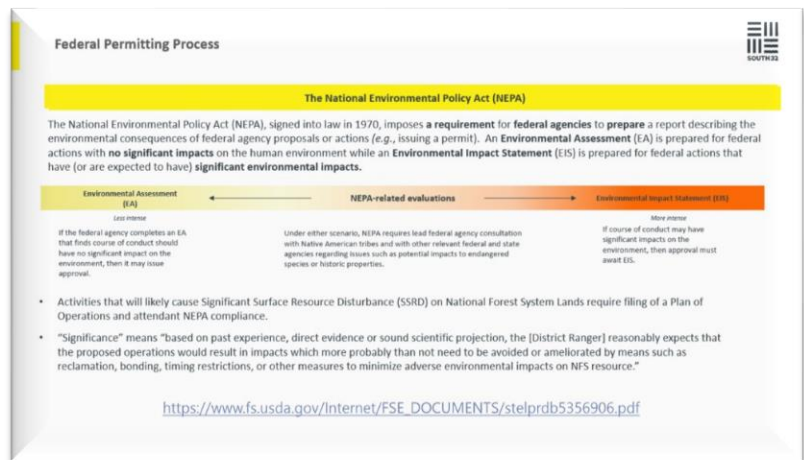 Federal Permitting Process
SOUTH32
The National Environmental Policy Act (NEPA)
The National Environmental Policy Act (NEPA), signed into law in 1970, imposes a requirement for federal agencies to prepare a report describing the
environmental consequences of federal agency proposals or actions (e.g., issuing a permit). An Environmental Assessment (EA) is prepared for federal
actions with no significant impacts on the human environment while an Environmental Impact Statement (EIS) is prepared for federal actions that
have (or are expected to have) significant environmental impacts.
Environmental Assessment
(EA)
NEPA-related evaluations
Environmental Impact Statement (EIS)
Less intense
More intense
If the federal agency completes an EA
that finds course of conduct should
have no significant impact on the
environment, then it may issue
approval.
Under either scenario, NEPA requires lead federal agency consultation
with Native American tribes and with other relevant federal and state
agencies regarding issues such as potential impacts to endangered
species or historic properties.
If course of conduct may have
significant impacts on the
environment, then approval must
await EIS.
• Activities that will likely cause Significant Surface Resource Disturbance (SSRD) on National Forest System Lands require filing of a Plan of
Operations and attendant NEPA compliance.
• “Significance” means “based on past experience, direct evidence or sound scientific projection, the [District Ranger] reasonably expects that
the proposed operations would result in impacts which more probably than not need to be avoided or ameliorated by means such as
reclamation, bonding, timing restrictions, or other measures to minimize adverse environmental impacts on NFS resource.”
https://www.fs.usda.gov/Internet/FSE_DOCUMENTS/stelprdb5356906.pdf